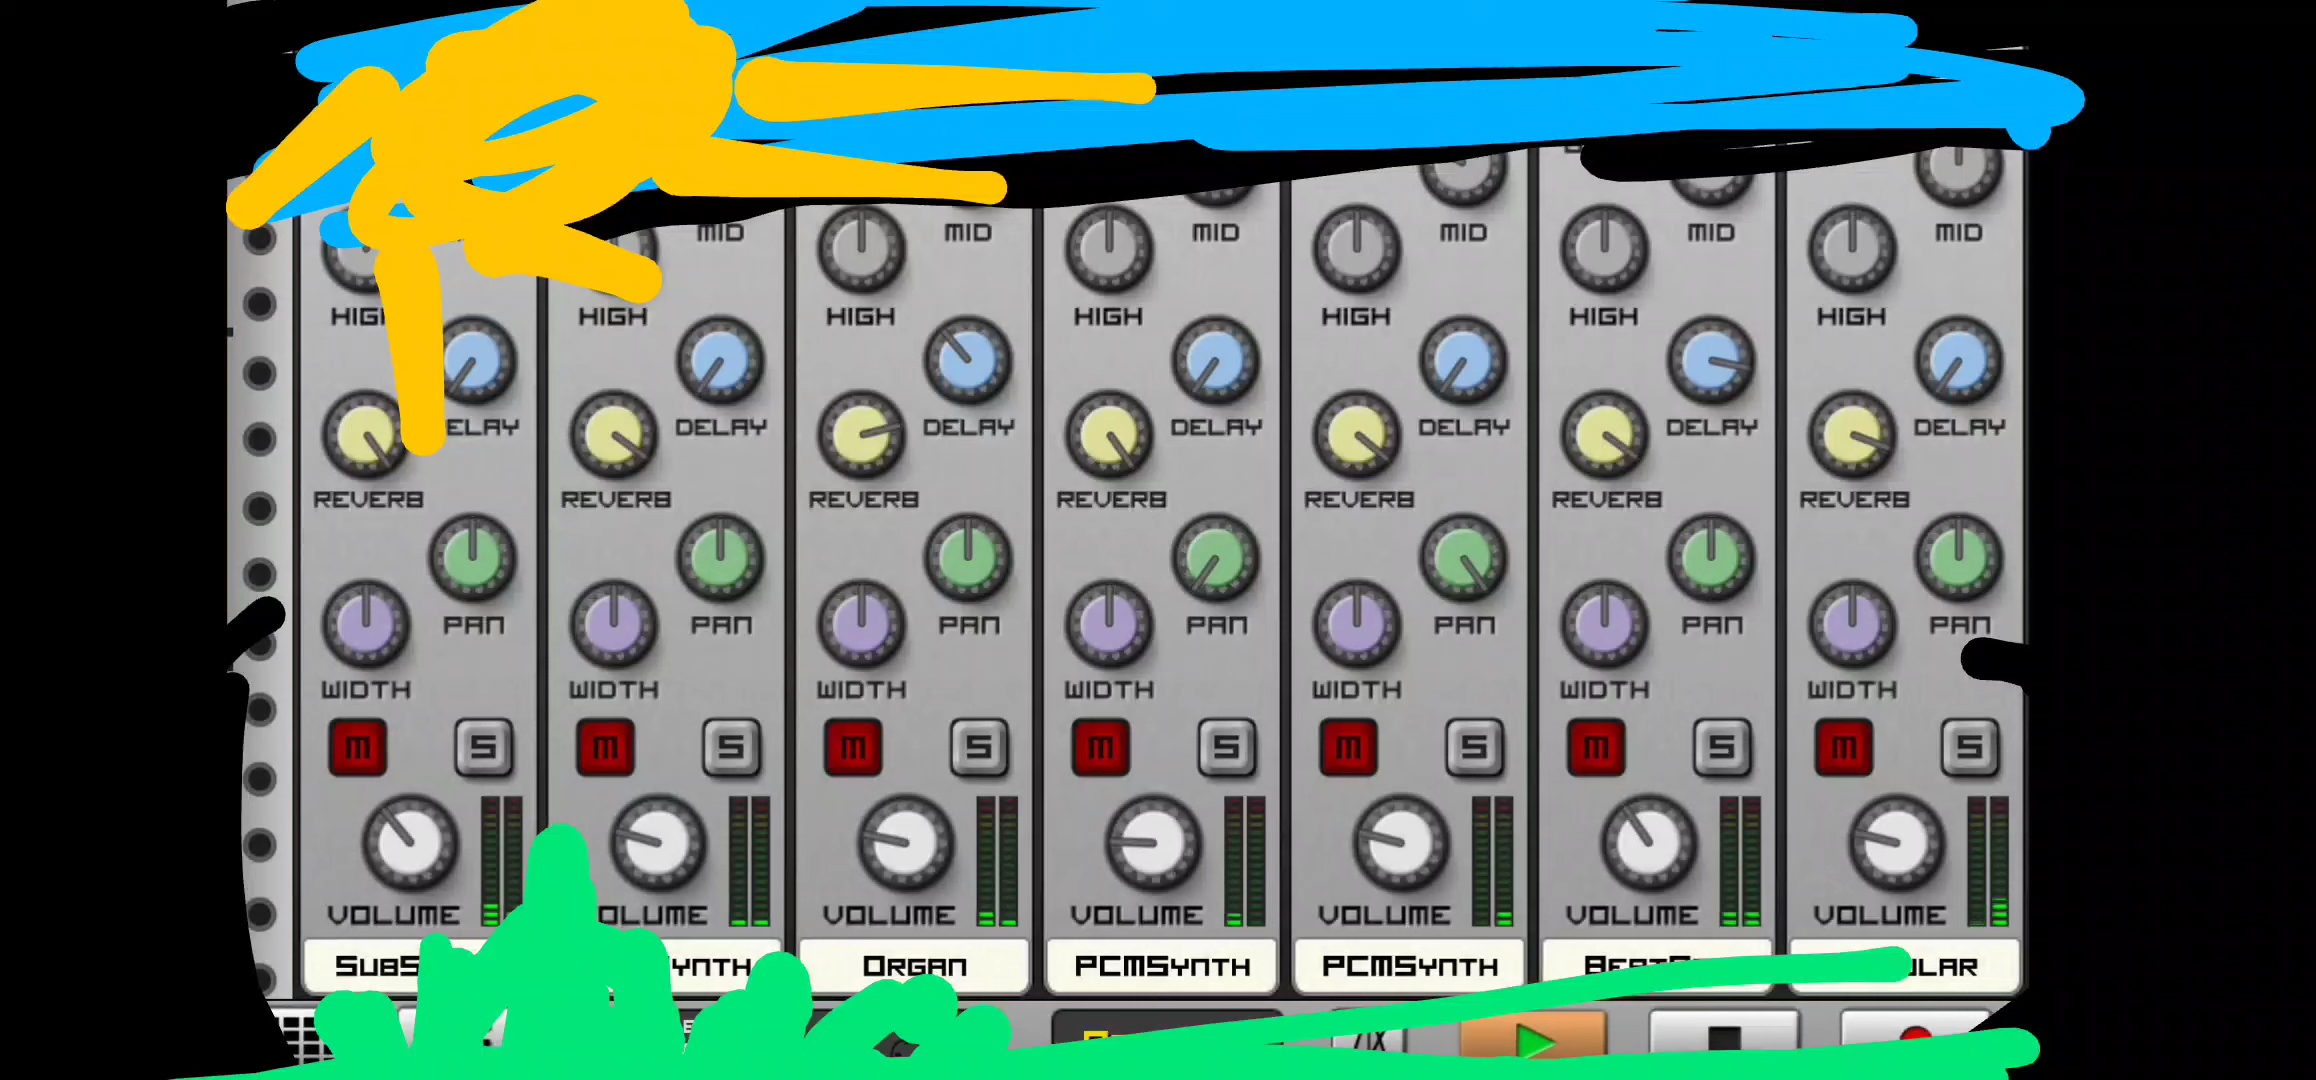 MID MID MID MID MID MID
HIGH HIGH HIGH HIGH HIGH HIGH
DELAY DELAY DELAY DELAY DELAY DELAY
REVERB REVERB REVERB REVERB REVERB REVERB REVERB
PAN PAN PAN PAN PAN PAN PAN
WIDTH WIDTH WIDTH WIDTH WIDTH WIDTH WIDTH
M S M S M S M S M S M S M S
VOLUME VOLUME VOLUME VOLUME VOLUME VOLUME
ORGAN PCMSYNTH PCMSYNTH